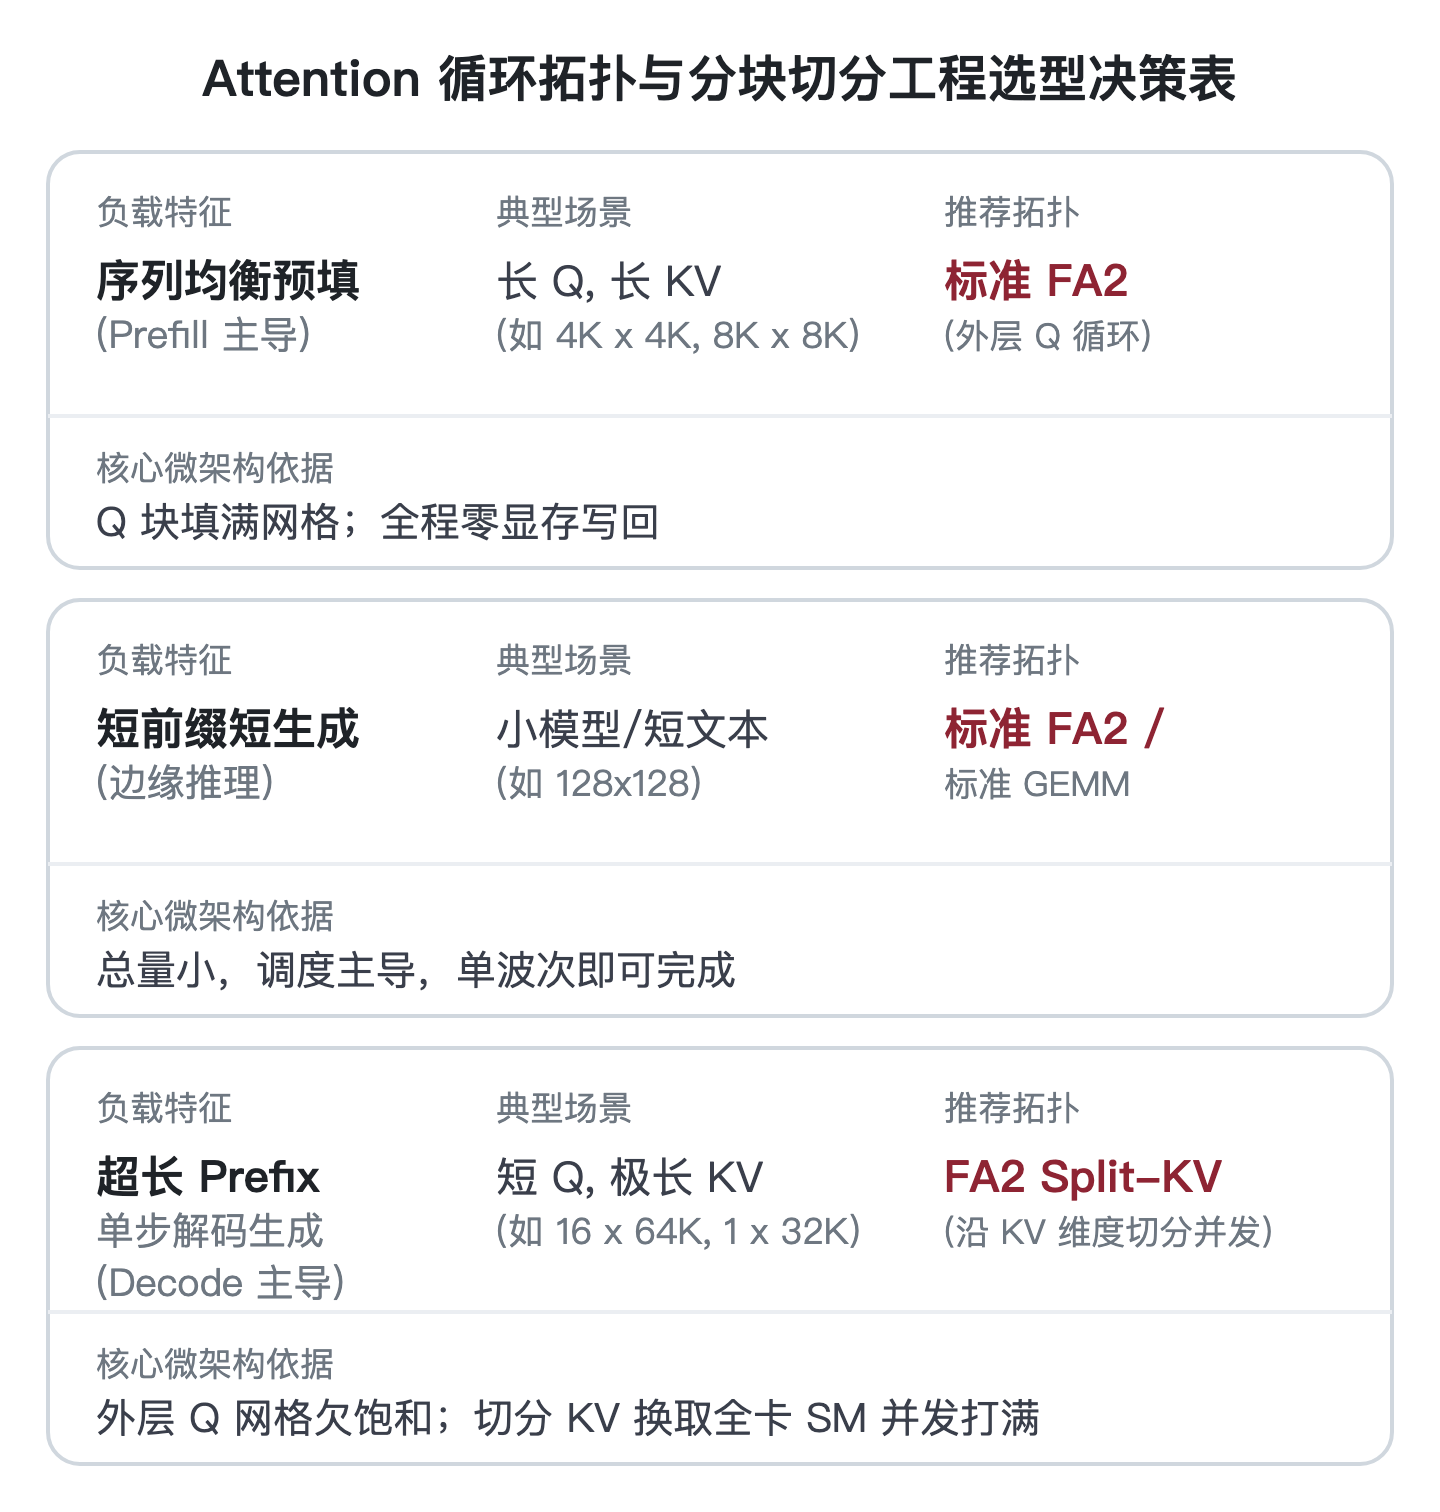 Attention 循环拓扑与分块切分工程选型决策表
负载特征
序列均衡预填
(Prefill 主导)
典型场景
长 Q, 长 KV
(如 4K x 4K, 8K x 8K)
推荐拓扑
标准 FA2
(外层 Q 循环)
核心微架构依据
Q 块填满网格；全程零显存写回
负载特征
短前缀短生成
(边缘推理)
典型场景
小模型/短文本
(如 128x128)
推荐拓扑
标准 FA2 /
标准 GEMM
核心微架构依据
总量小，调度主导，单波次即可完成
负载特征
超长 Prefix
单步解码生成
(Decode 主导)
典型场景
短 Q, 极长 KV
(如 16 x 64K, 1 x 32K)
推荐拓扑
FA2 Split-KV
(沿 KV 维度切分并发)
核心微架构依据
外层 Q 网格欠饱和；切分 KV 换取全卡 SM 并发打满